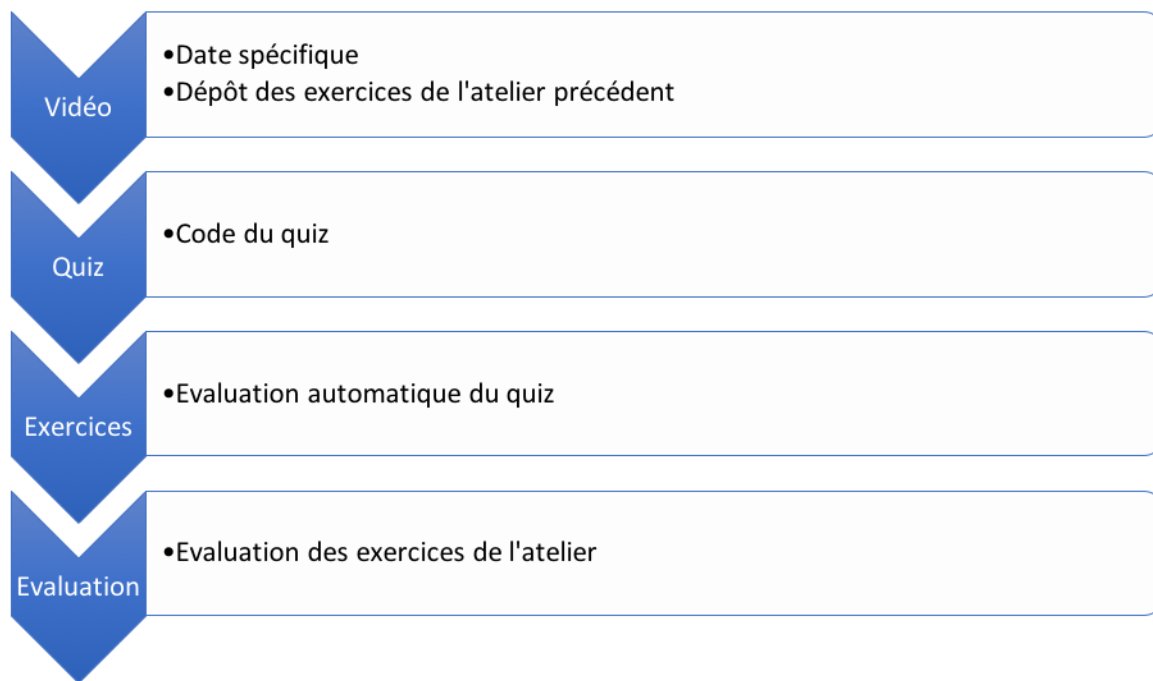 Vidéo
•Date spécifique
•Dépôt des exercices de l'atelier précédent
Quiz
•Code du quiz
Exercices
•Evaluation automatique du quiz
Evaluation
•Evaluation des exercices de l'atelier